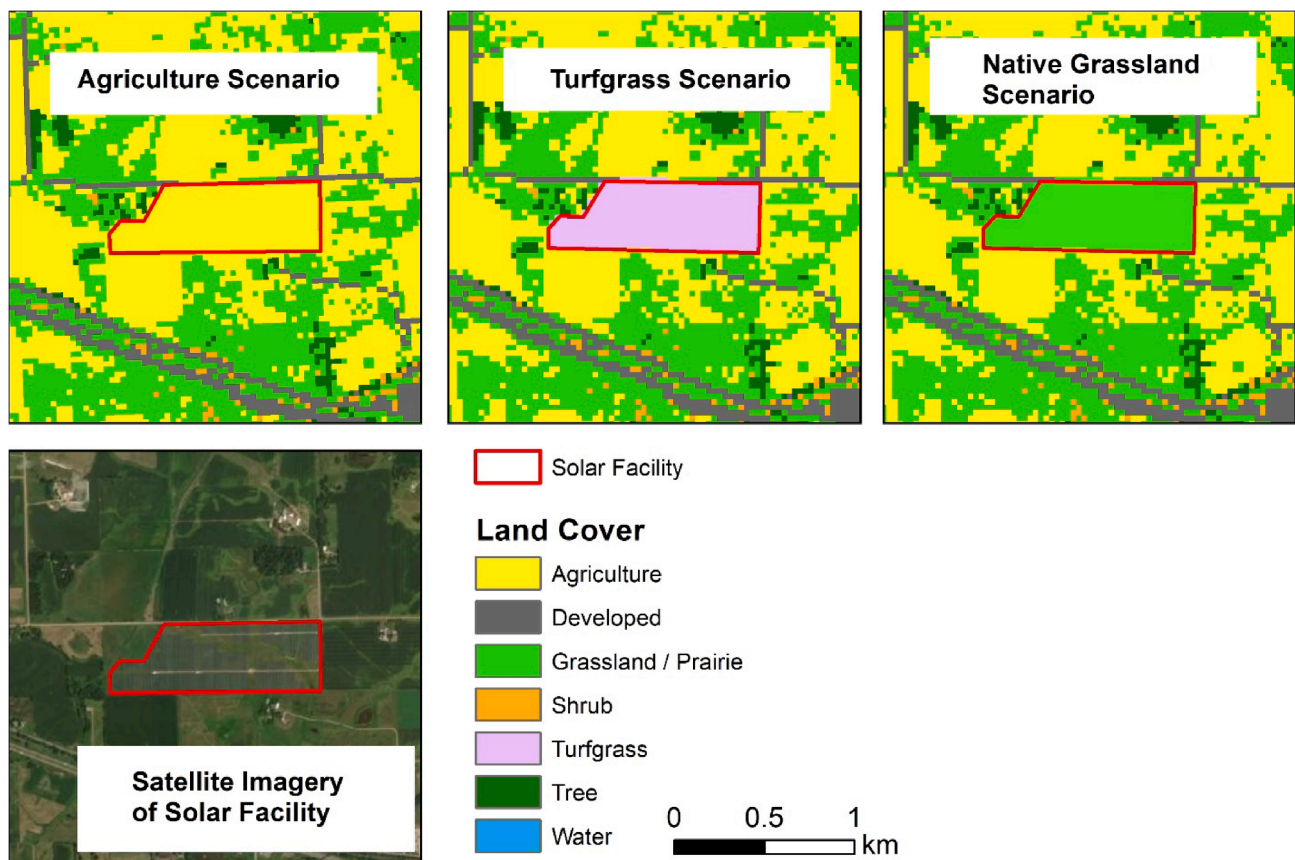 Agriculture Scenario
Turfgrass Scenario
Native Grassland
Scenario
Satellite Imagery
of Solar Facility
Solar Facility
Land Cover
Agriculture
Developed
Grassland / Prairie
Shrub
Turfgrass
Tree
Water
0 0.5 1
km